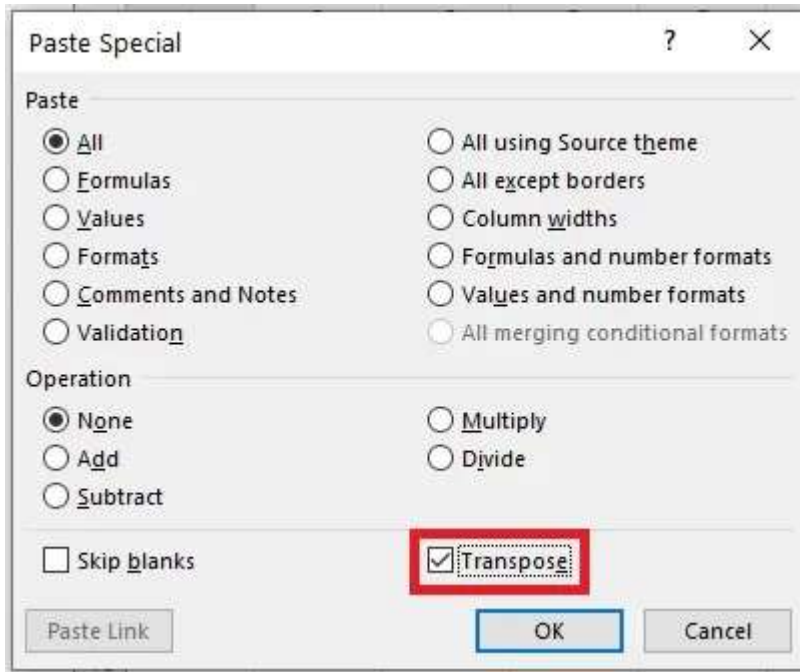 Paste Special ? ×
Paste
All
All using Source theme
Formulas
All except borders
Values
Column widths
Formats
Formulas and number formats
Comments and Notes
Values and number formats
Validation
All merging conditional formats
Operation
None
Multiply
Add
Divide
Subtract
Skip blanks
Transpose
Paste Link
OK
Cancel